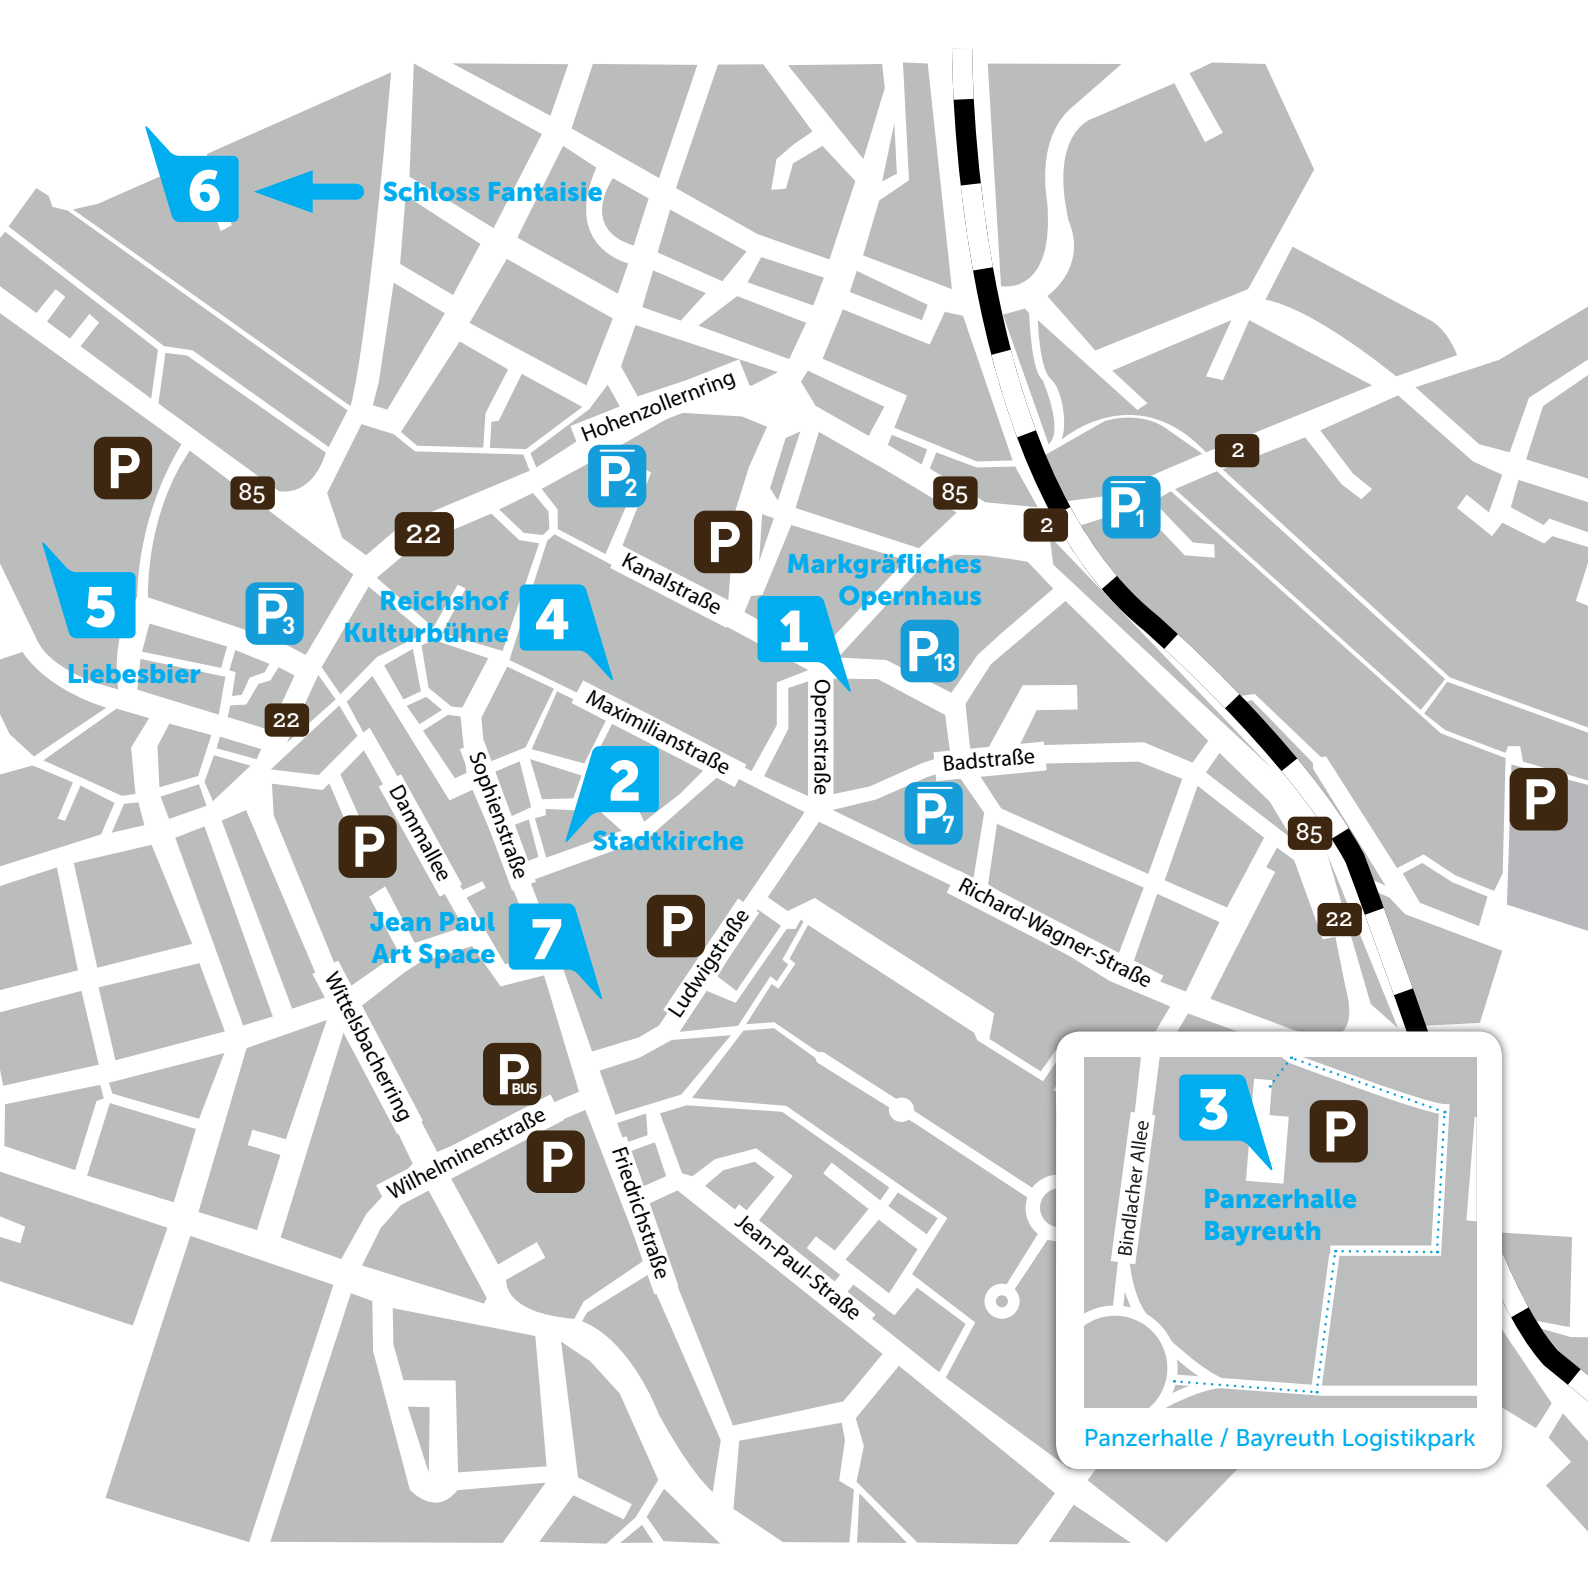 6
Schloss Fantaisie
Hohenzollernring
P
85
P2
2
85
22
2
P1
P
Kanalstraße
Markgräfliches
Opernhaus
5
Liebesbier
P3
Reichshof
Kulturbühne
4
1
P13
22
Maximilianstraße
Opernstraße
Badstraße
Sophienstraße
2
Stadtkirche
Dammallee
P
P7
85
P
22
Richard-Wagner-Straße
Jean Paul
Art Space
7
P
Ludwigstraße
Wittelsbacherring
P BUS
Wilhelminenstraße
P
Friedrichstraße
Jean-Paul-Straße
3
P
Bindlacher Allee
Panzerhalle
Bayreuth
Panzerhalle / Bayreuth Logistikpark